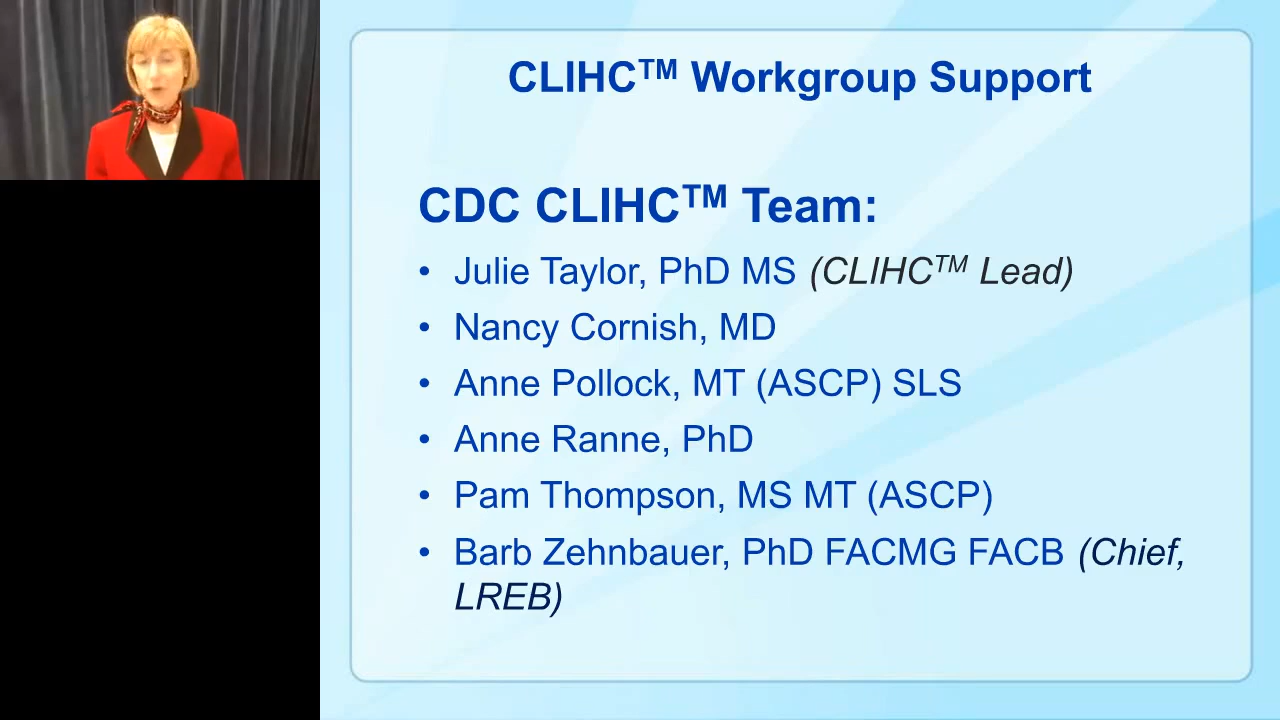 CLIHC™ Workgroup Support
CDC CLIHC™ Team:
• Julie Taylor, PhD MS (CLIHC™ Lead)
• Nancy Cornish, MD
• Anne Pollock, MT (ASCP) SLS
• Anne Ranne, PhD
• Pam Thompson, MS MT (ASCP)
• Barb Zehnbauer, PhD FACMG FACB (Chief,
LREB)